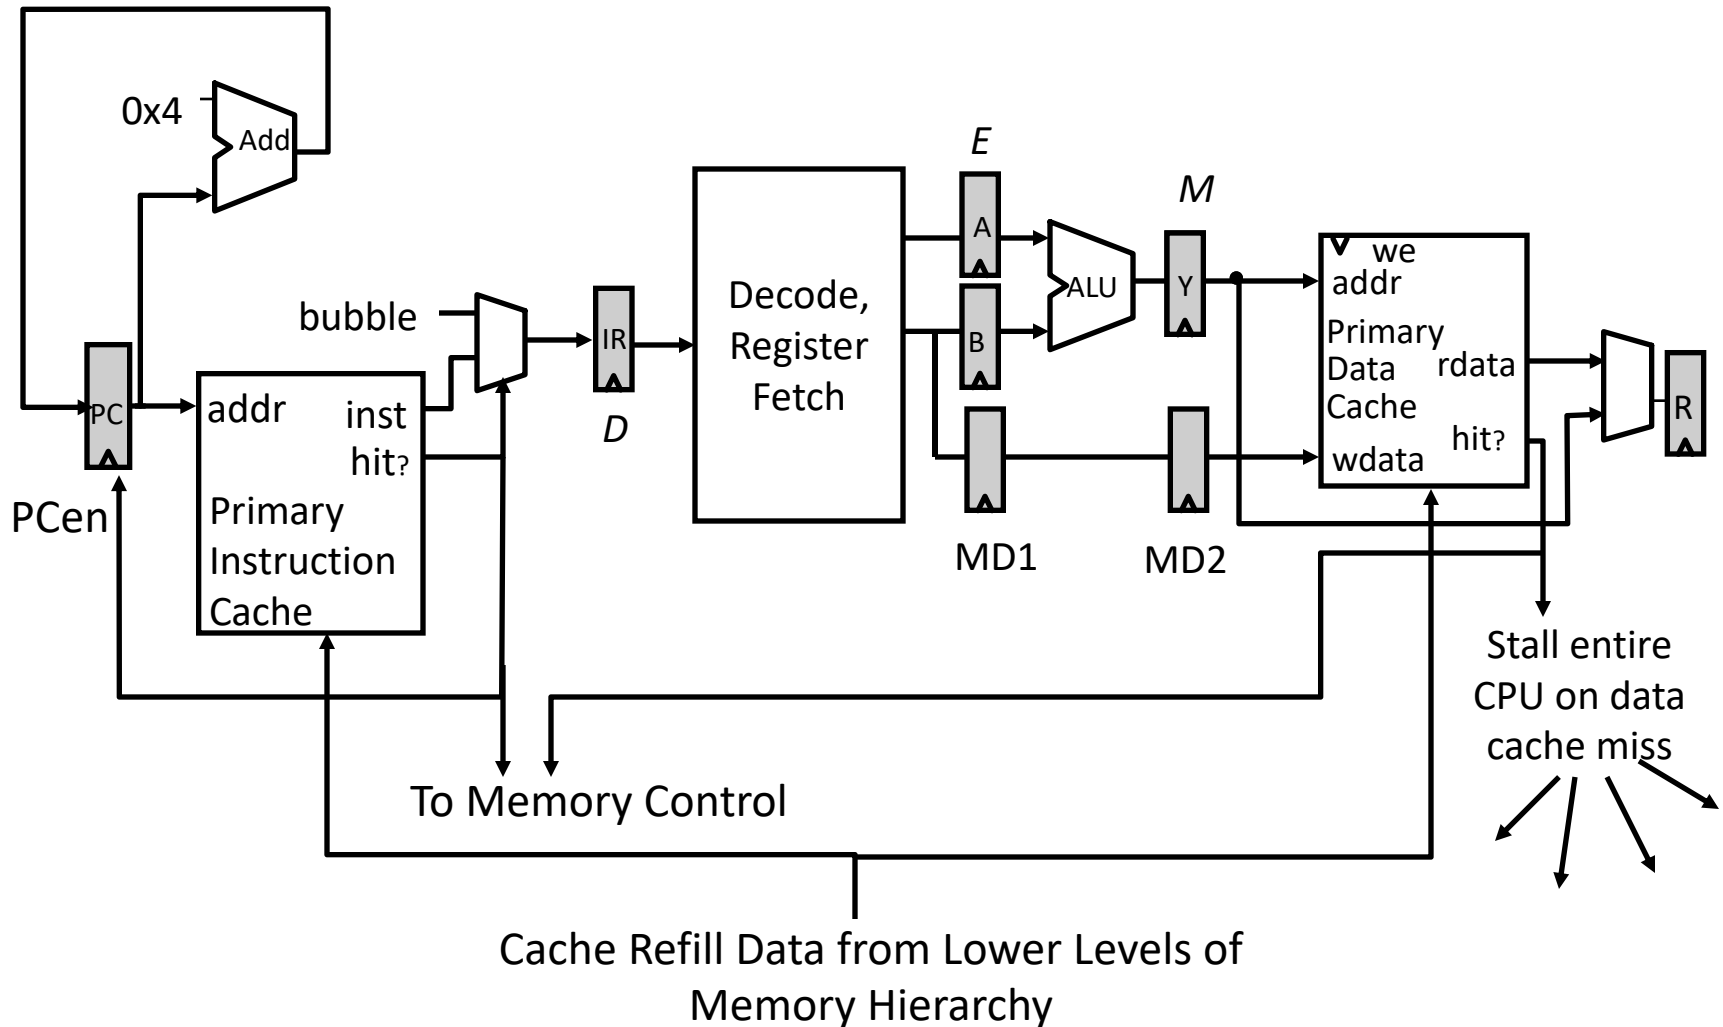 0x4
Add
bubble
PC
PCen
addr
inst
hit?
Primary
Instruction
Cache
IR
D
Decode,
Register
Fetch
E
A
B
ALU
MD1
M
Y
MD2
we
addr
Primary
Data
Cache
rdata
hit?
wdata
R
Stall entire
CPU on data
cache miss
To Memory Control
Cache Refill Data from Lower Levels of
Memory Hierarchy